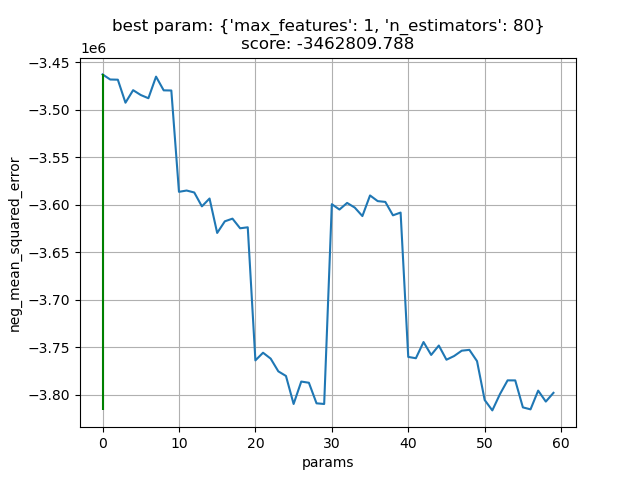 best param: {'max_features': 1, 'n_estimators': 80}
score: -3462809.788
1e6
−3.45
−3.50
−3.55
−3.60
−3.65
−3.70
−3.75
−3.80
neg_mean_squared_error
0 10 20 30 40 50 60
params